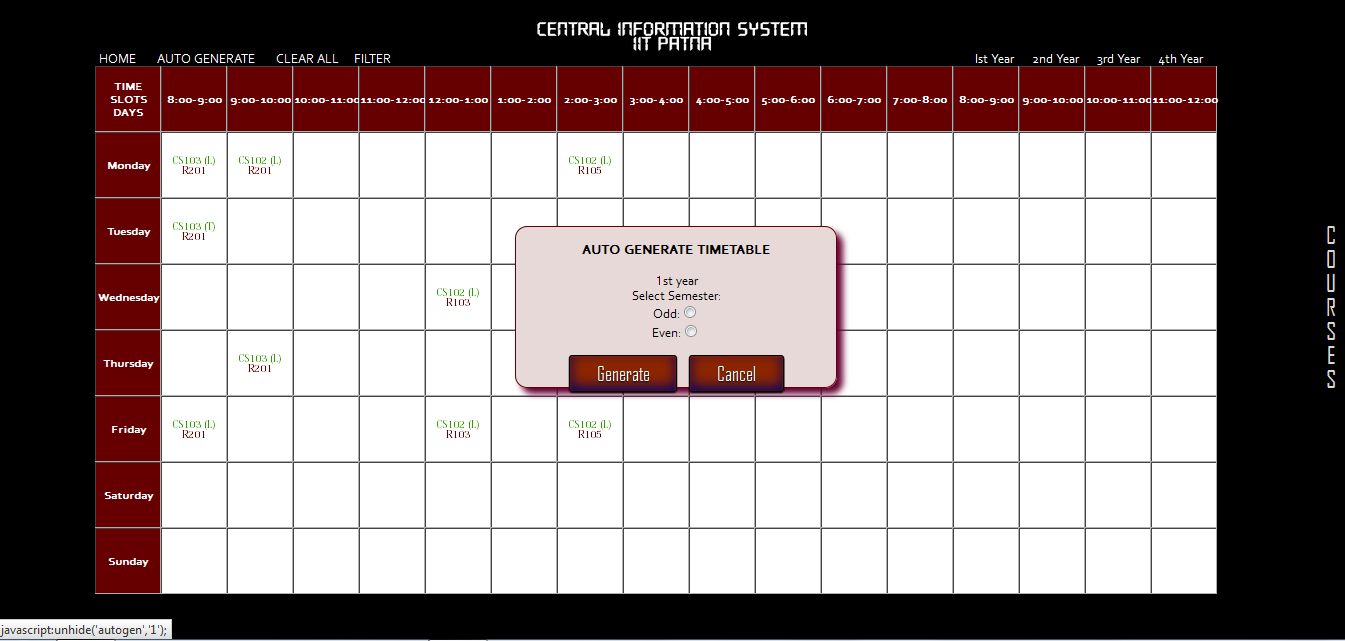 CENTRAL INFORMATION SYSTEM
IIT PATNA
HOME AUTO GENERATE CLEAR ALL FILTER 1st Year 2nd Year 3rd Year 4th Year
TIME
SLOTS
DAYS
8:00-9:00 9:00-10:00 10:00-11:00 11:00-12:00 12:00-1:00 1:00-2:00 2:00-3:00 3:00-4:00 4:00-5:00 5:00-6:00 6:00-7:00 7:00-8:00 8:00-9:00 9:00-10:00 10:00-11:00 11:00-12:00
Monday
CS103 (L) CS102 (L) CS102 (L)
R201 R201 R105
Tuesday
CS103 (T)
R201
AUTO GENERATE TIMETABLE
1st year
Select Semester:
Odd:
Even:
Generate Cancel
Wednesday
CS102 (L)
R103
Thursday
CS103 (L)
R201
Friday
CS103 (L) CS102 (L) CS102 (L)
R201 R103 R105
Saturday
Sunday
COURSES
javascript:unhide('autogen','1');